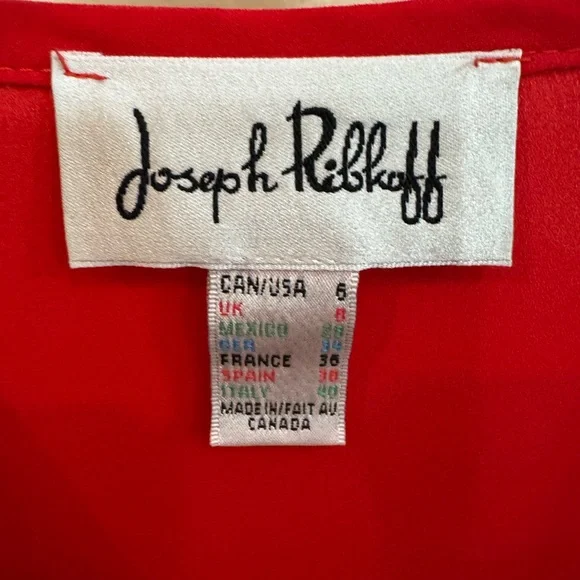 Joseph Ribkoff
CAN/USA 6
UK 8
MEXICO 28
GER 34
FRANCE 36
SPAIN 38
ITALY 40
MADE IN/FAIT AU
CANADA